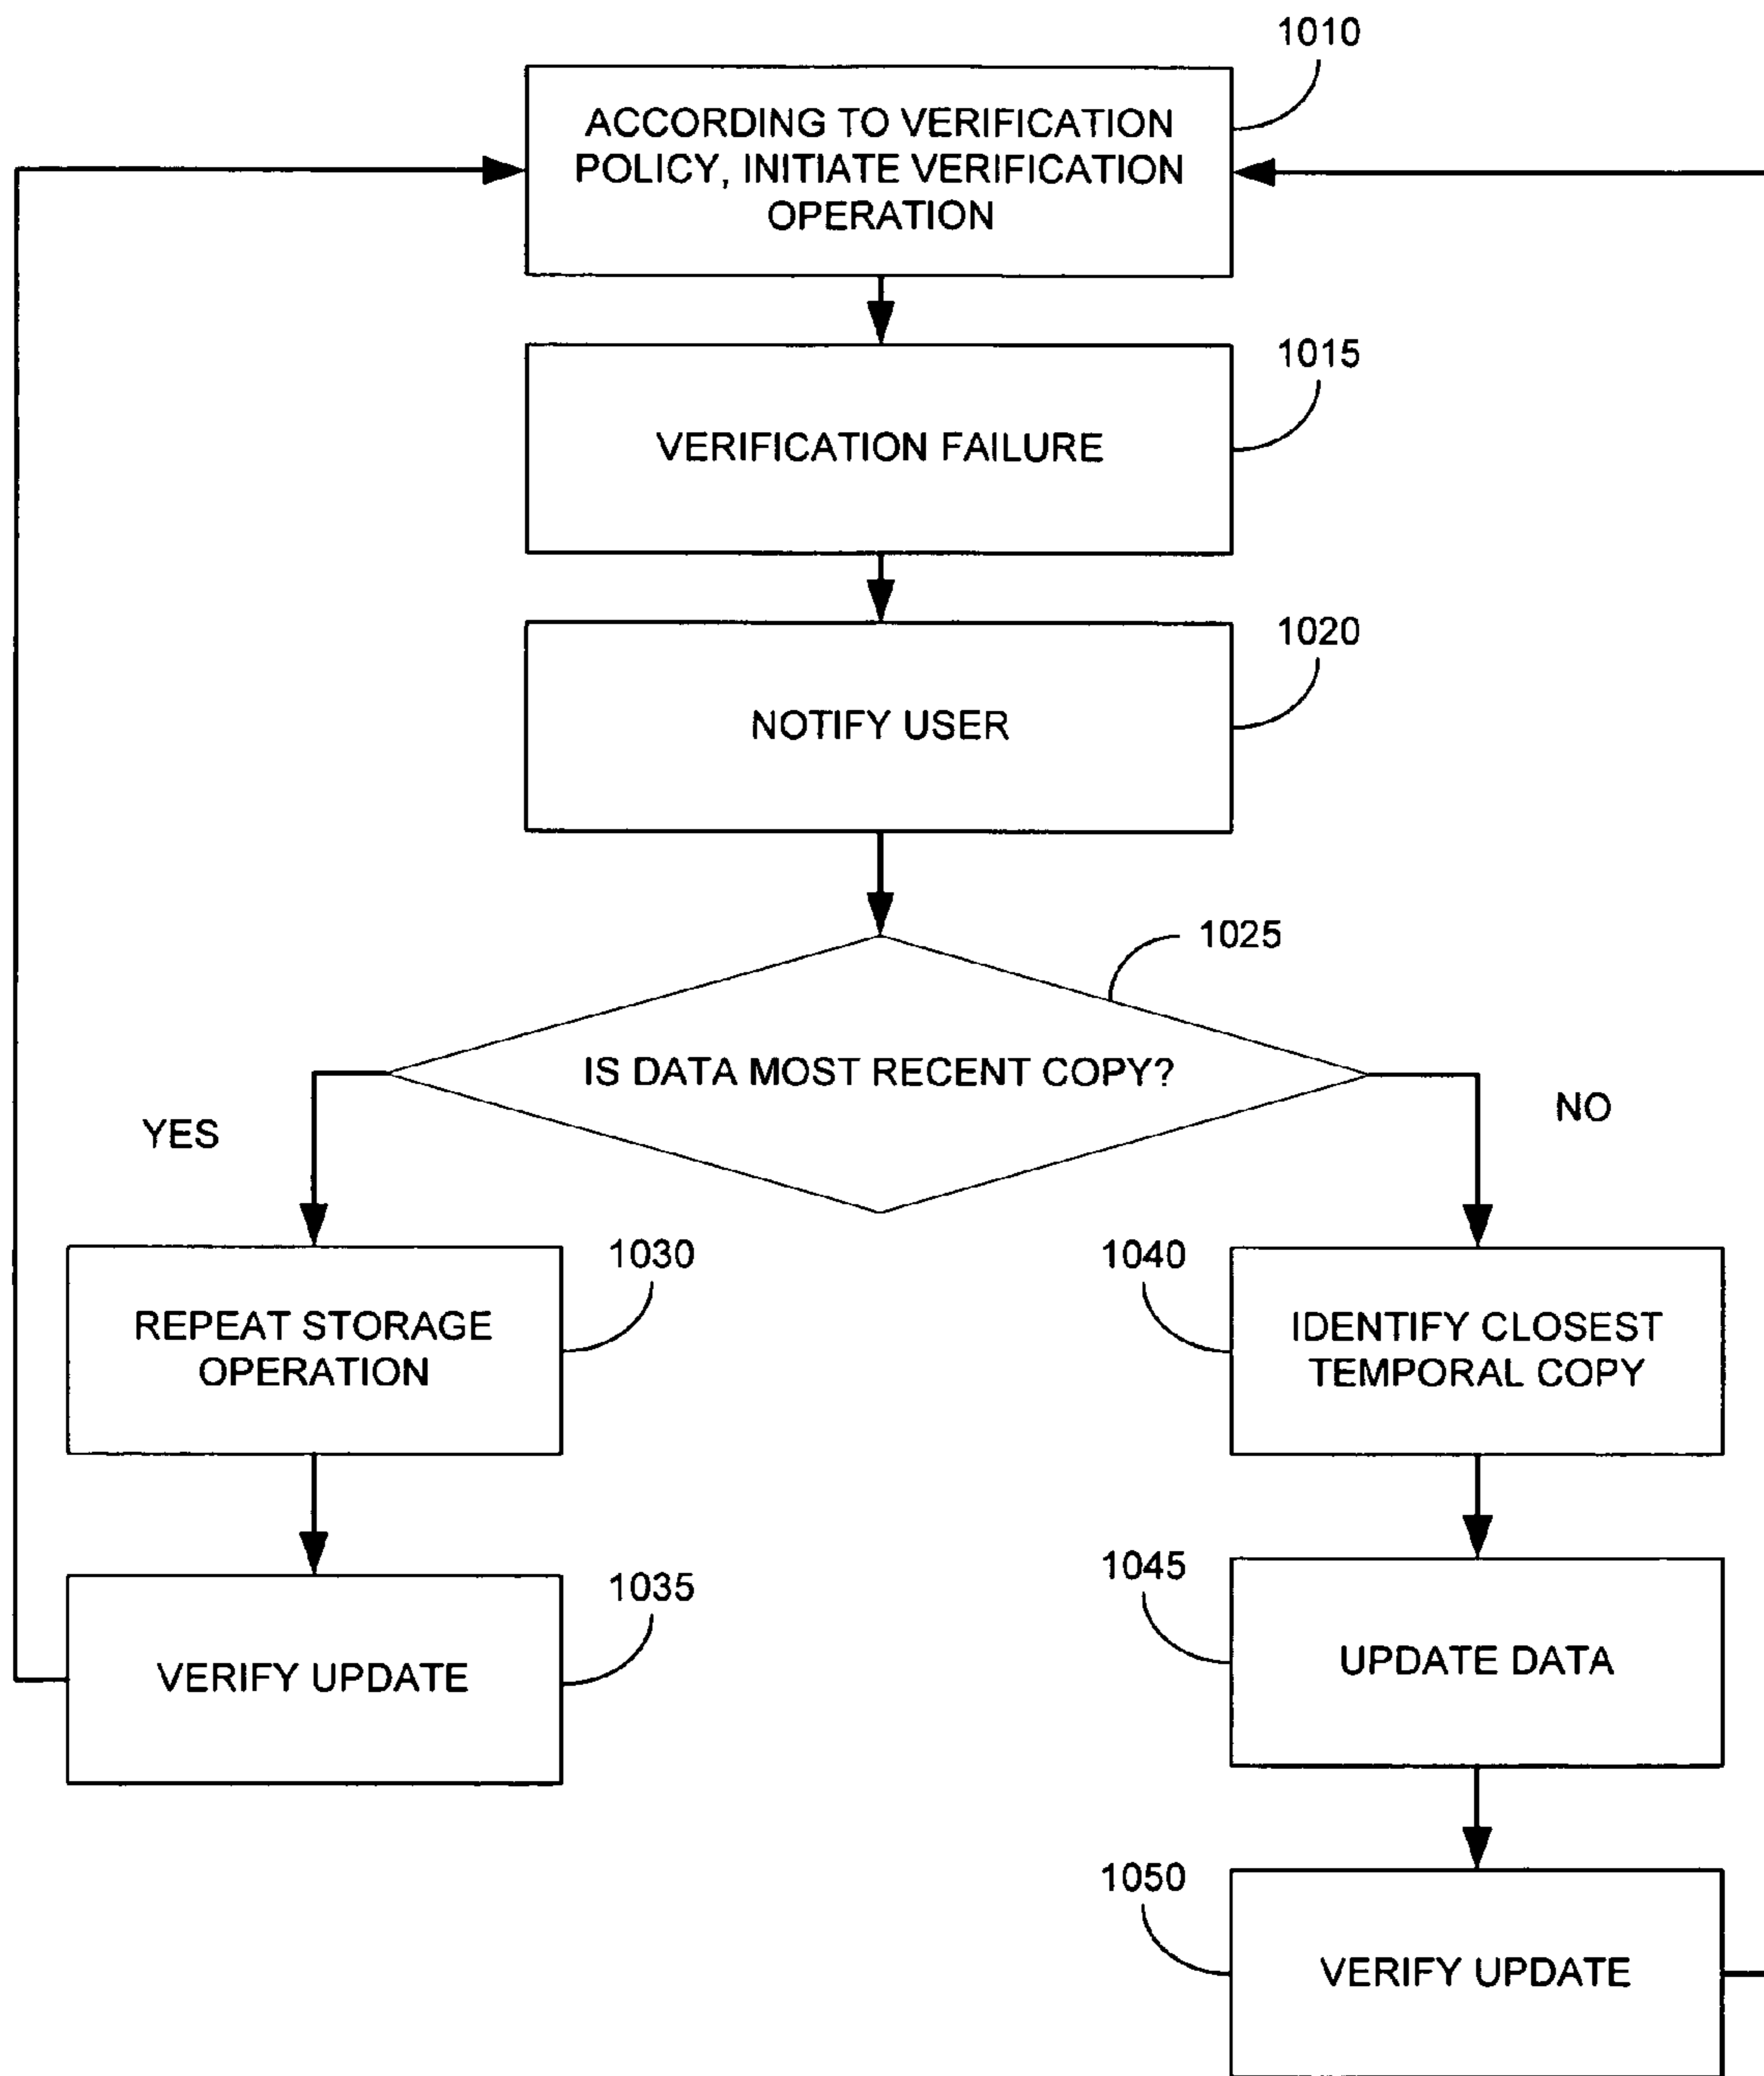 1010
ACCORDING TO VERIFICATION
POLICY, INITIATE VERIFICATION
OPERATION
1015
VERIFICATION FAILURE
1020
NOTIFY USER
1025
IS DATA MOST RECENT COPY?
YES
NO
1030
REPEAT STORAGE
OPERATION
1040
IDENTIFY CLOSEST
TEMPORAL COPY
1035
VERIFY UPDATE
1045
UPDATE DATA
1050
VERIFY UPDATE